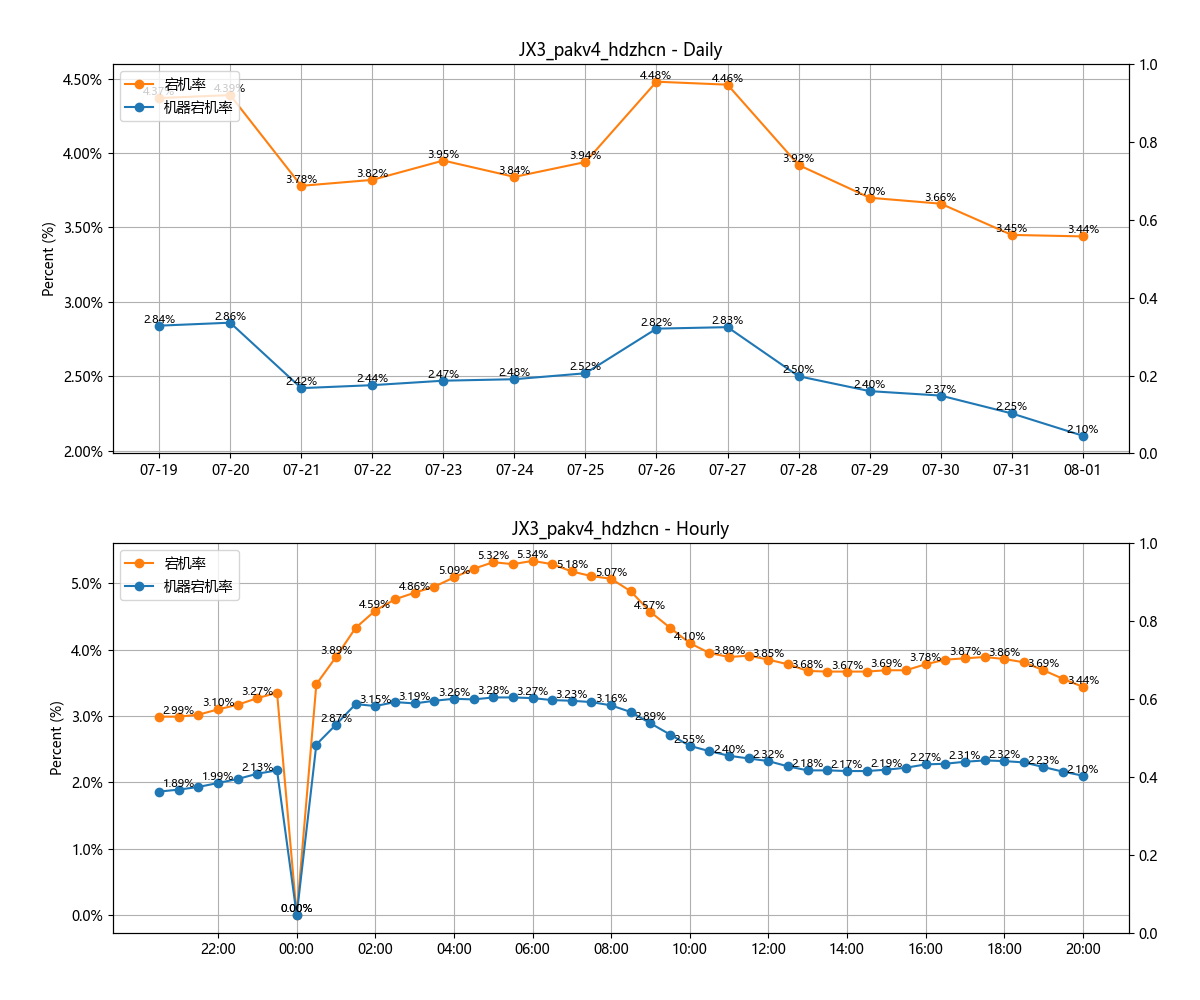 JX3_pakv4_hdzhcn - Daily
宕机率
机器宕机率
Percent (%)
4.50%
4.00%
3.50%
3.00%
2.50%
2.00%
1.0
0.8
0.6
0.4
0.2
0.0
4.37% 4.39% 3.78% 3.82% 3.95% 3.84% 3.94% 4.48% 4.46% 3.92% 3.70% 3.66% 3.45% 3.44%
2.84% 2.86% 2.42% 2.44% 2.47% 2.48% 2.52% 2.82% 2.83% 2.50% 2.40% 2.37% 2.25% 2.10%
07-19 07-20 07-21 07-22 07-23 07-24 07-25 07-26 07-27 07-28 07-29 07-30 07-31 08-01
JX3_pakv4_hdzhcn - Hourly
宕机率
机器宕机率
Percent (%)
5.0%
4.0%
3.0%
2.0%
1.0%
0.0%
1.0
0.8
0.6
0.4
0.2
0.0
2.99% 3.10% 3.27% 0.00% 3.89% 4.59% 4.86% 5.09% 5.32% 5.34% 5.18% 5.07% 4.57% 4.10% 3.89% 3.85% 3.68% 3.67% 3.69% 3.78% 3.87% 3.86% 3.69% 3.44%
1.89% 1.99% 2.13% 0.00% 2.87% 3.15% 3.19% 3.26% 3.28% 3.27% 3.23% 3.16% 2.89% 2.55% 2.40% 2.32% 2.18% 2.17% 2.19% 2.27% 2.31% 2.32% 2.23% 2.10%
22:00 00:00 02:00 04:00 06:00 08:00 10:00 12:00 14:00 16:00 18:00 20:00